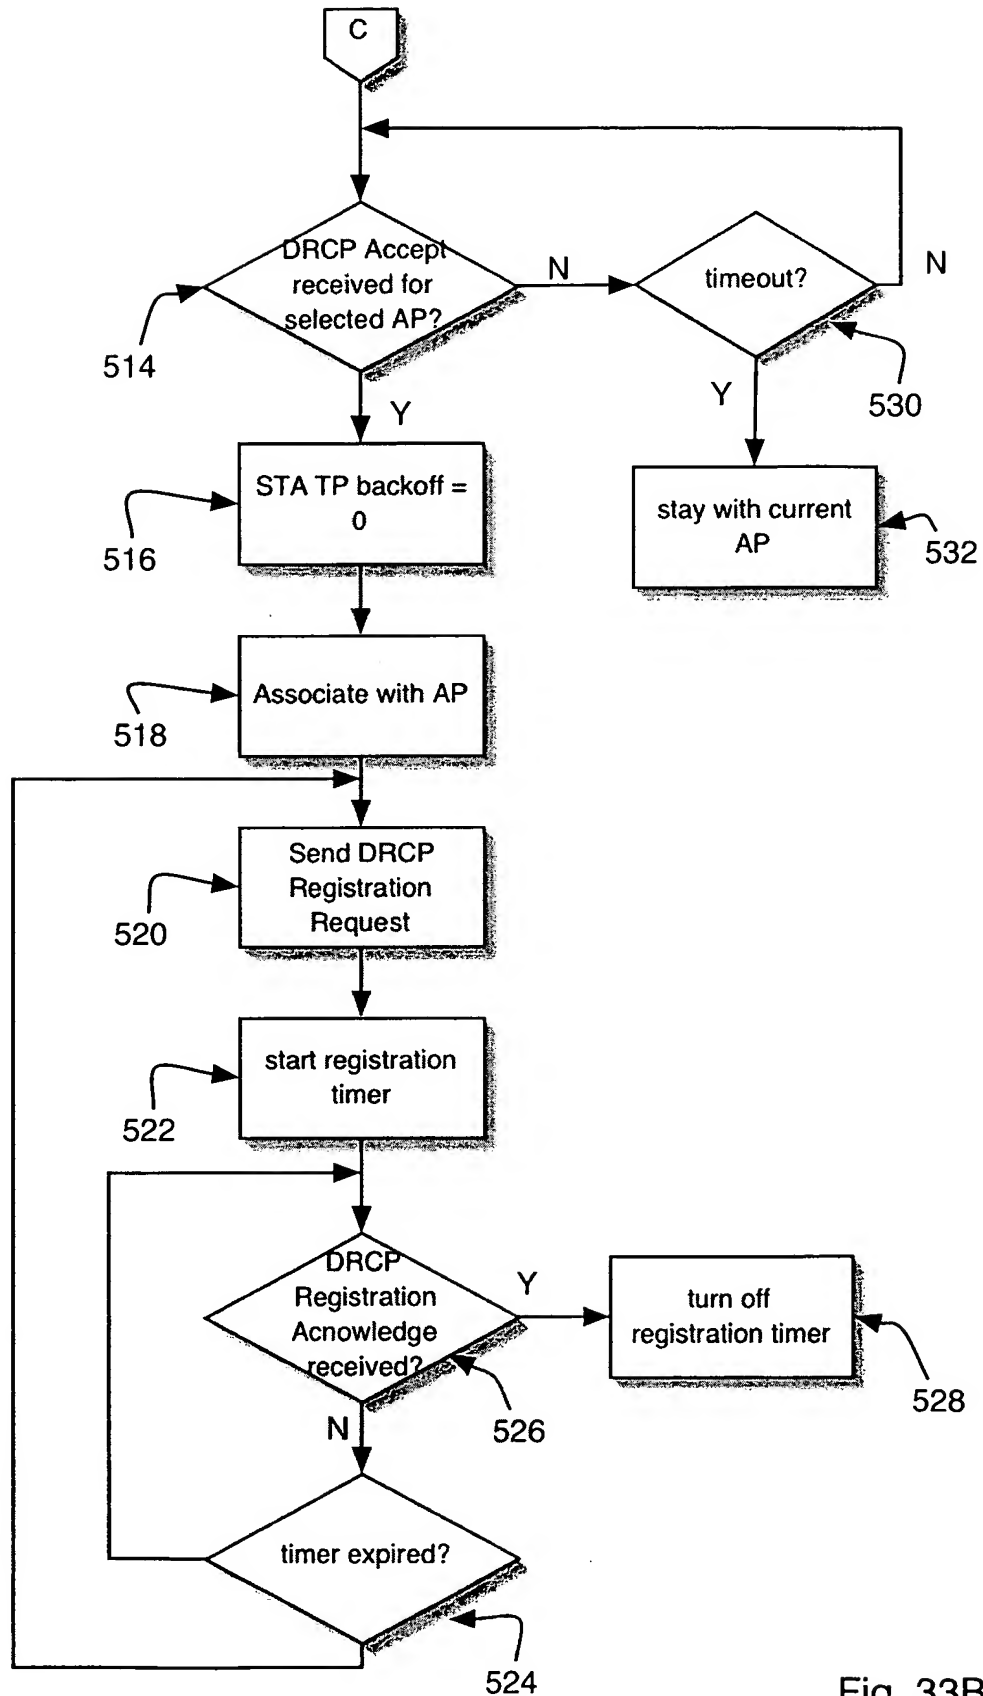 C
DRCP Accept
received for
selected AP?
N
timeout?
N
514
530
Y
Y
STA TP backoff =
0
516
stay with current
AP
532
Associate with AP
518
Send DRCP
Registration
Request
520
start registration
timer
522
DRCP
Registration
Acnowledge
received?
Y
turn off
registration timer
526
528
N
timer expired?
524
Fig. 33B